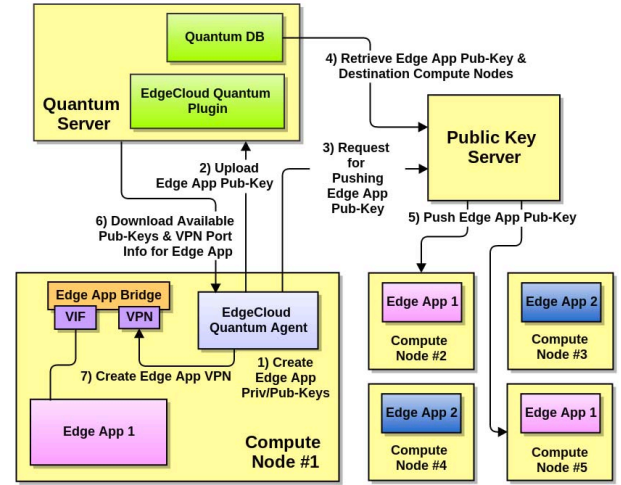 Quantum DB
EdgeCloud Quantum
Plugin
Quantum
Server
4) Retrieve Edge App Pub-Key &
Destination Compute Nodes
Public Key
Server
2) Upload
Edge App Pub-Key
3) Request
for
Pushing
Edge App
Pub-Key
6) Download Available
Pub-Keys & VPN Port
Info for Edge App
5) Push Edge App Pub-Key
Edge App Bridge
VIF
VPN
EdgeCloud
Quantum Agent
7) Create Edge App VPN
1) Create
Edge App
Priv/Pub-Keys
Edge App 1
Compute
Node #1
Edge App 1
Compute
Node #2
Edge App 2
Compute
Node #3
Edge App 2
Compute
Node #4
Edge App 1
Compute
Node #5